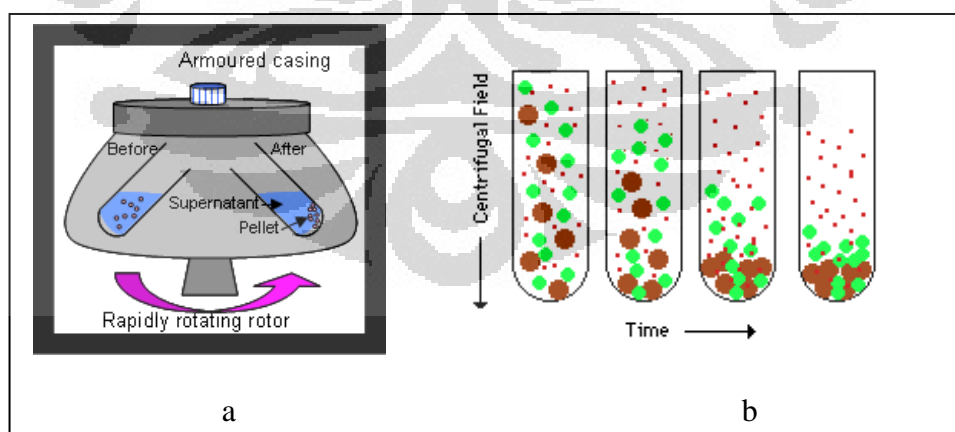 Armoured casing
Before
After
Supernatant
Pellet
Rapidly rotating rotor
a
Centrifugal Field
Time
b